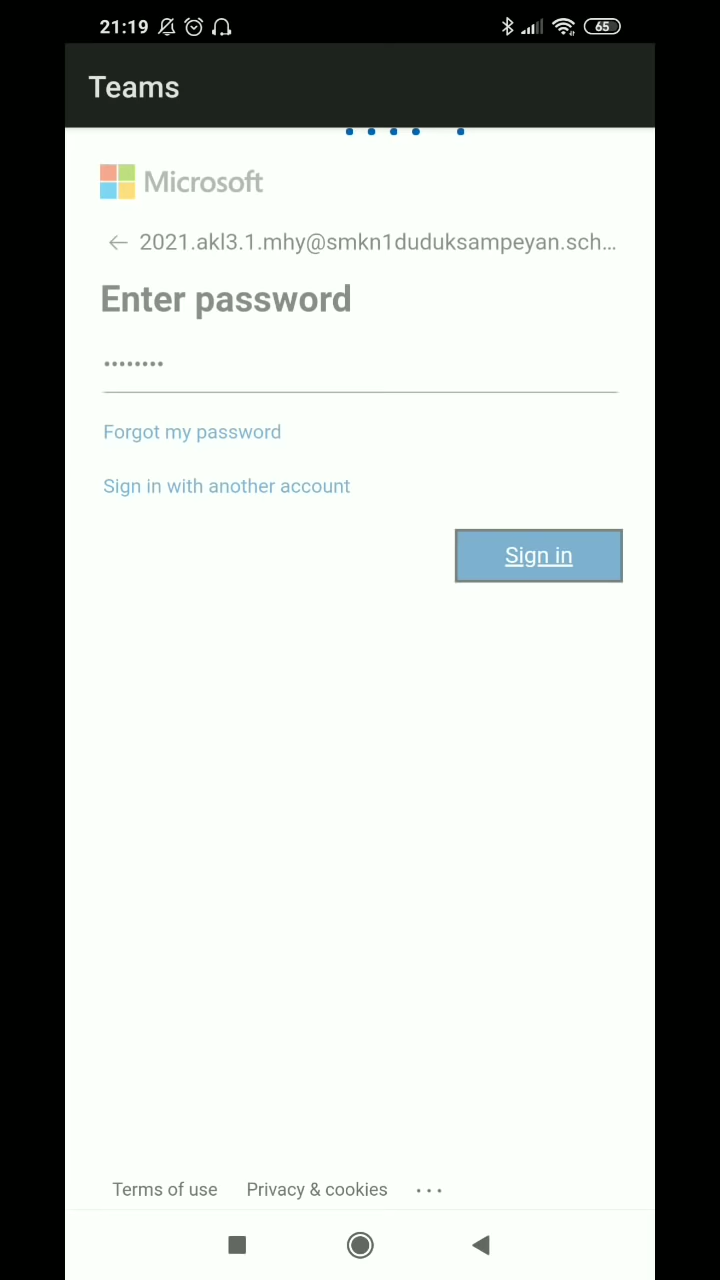 21:19 65
Teams
Microsoft
2021.akl3.1.mhy@smkn1duduksampeyan.sch...
Enter password
••••••••
Forgot my password
Sign in with another account
Sign in
Terms of use Privacy & cookies ...